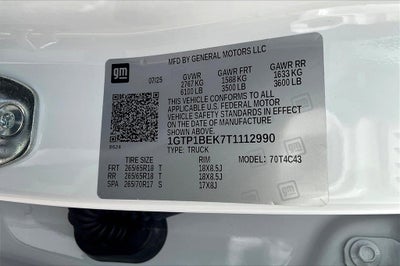 MFD BY GENERAL MOTORS LLC
gm
07/25
GVWR GAWR FRT GAWR RR
2767 KG 1588 KG 1633 KG
6100 LB 3500 LB 3600 LB
THIS VEHICLE CONFORMS TO ALL
APPLICABLE U.S. FEDERAL MOTOR
VEHICLE SAFETY STANDARDS IN EFFECT
ON THE DATE OF MANUFACTURE
SHOWN ABOVE.
1GTP1BEK7T1112990
TYPE: TRUCK
TIRE SIZE RIM MODEL: 70T4C43
FRT 265/65R18 T 18X8.5J
RR 265/65R18 T 18X8.5J
SPA 265/70R17 S 17X8J